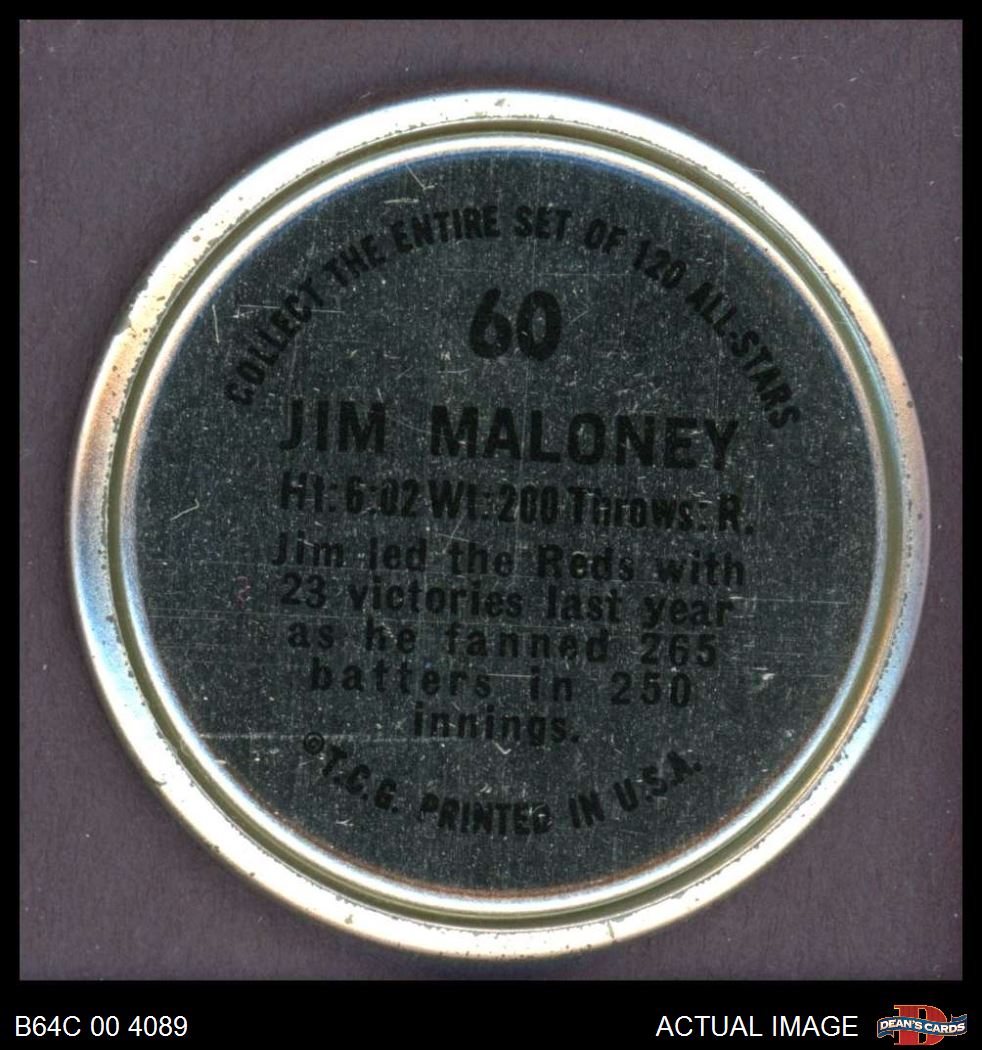 COLLECT THE ENTIRE SET OF 120 ALL-STARS
60
JIM MALONEY
Ht: 6:02 Wt: 200 Throws: R.
Jim led the Reds with
23 victories last year
as he fanned 265
batters in 250
innings.
©T.C.G. PRINTED IN U.S.A.
B64C 00 4089
ACTUAL IMAGE
DEAN'S CARDS